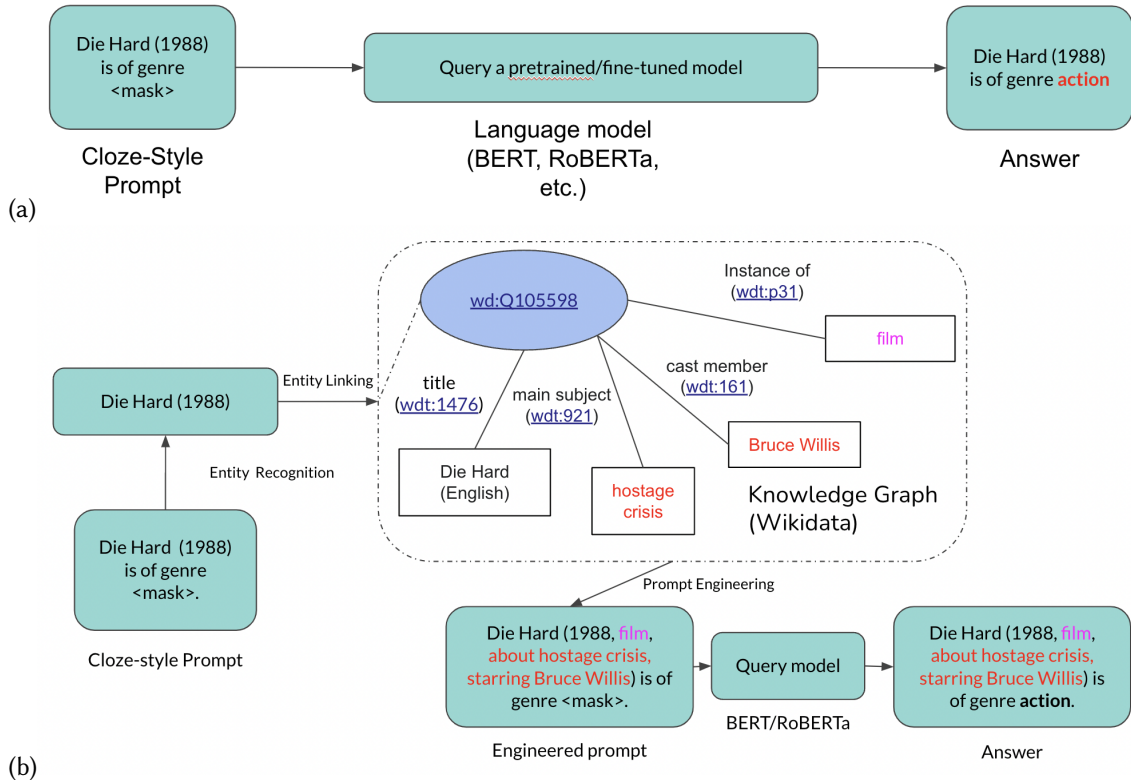 Die Hard (1988)
is of genre
<mask>
Cloze-Style
Prompt
Query a pretrained/fine-tuned model
Language model
(BERT, RoBERTa,
etc.)
Die Hard (1988)
is of genre action
Answer
(a)
wd:Q105598
Instance of
(wdt:p31)
film
cast member
(wdt:161)
Bruce Willis
main subject
(wdt:921)
hostage
crisis
title
(wdt:1476)
Die Hard
(English)
Knowledge Graph
(Wikidata)
Entity Linking
Die Hard (1988)
Entity Recognition
Die Hard (1988)
is of genre
<mask>.
Cloze-style Prompt
Prompt Engineering
Die Hard (1988, film,
about hostage crisis,
starring Bruce Willis) is of
genre <mask>.
Engineered prompt
Query model
BERT/RoBERTa
Die Hard (1988, film,
about hostage crisis,
starring Bruce Willis) is
of genre action.
Answer
(b)